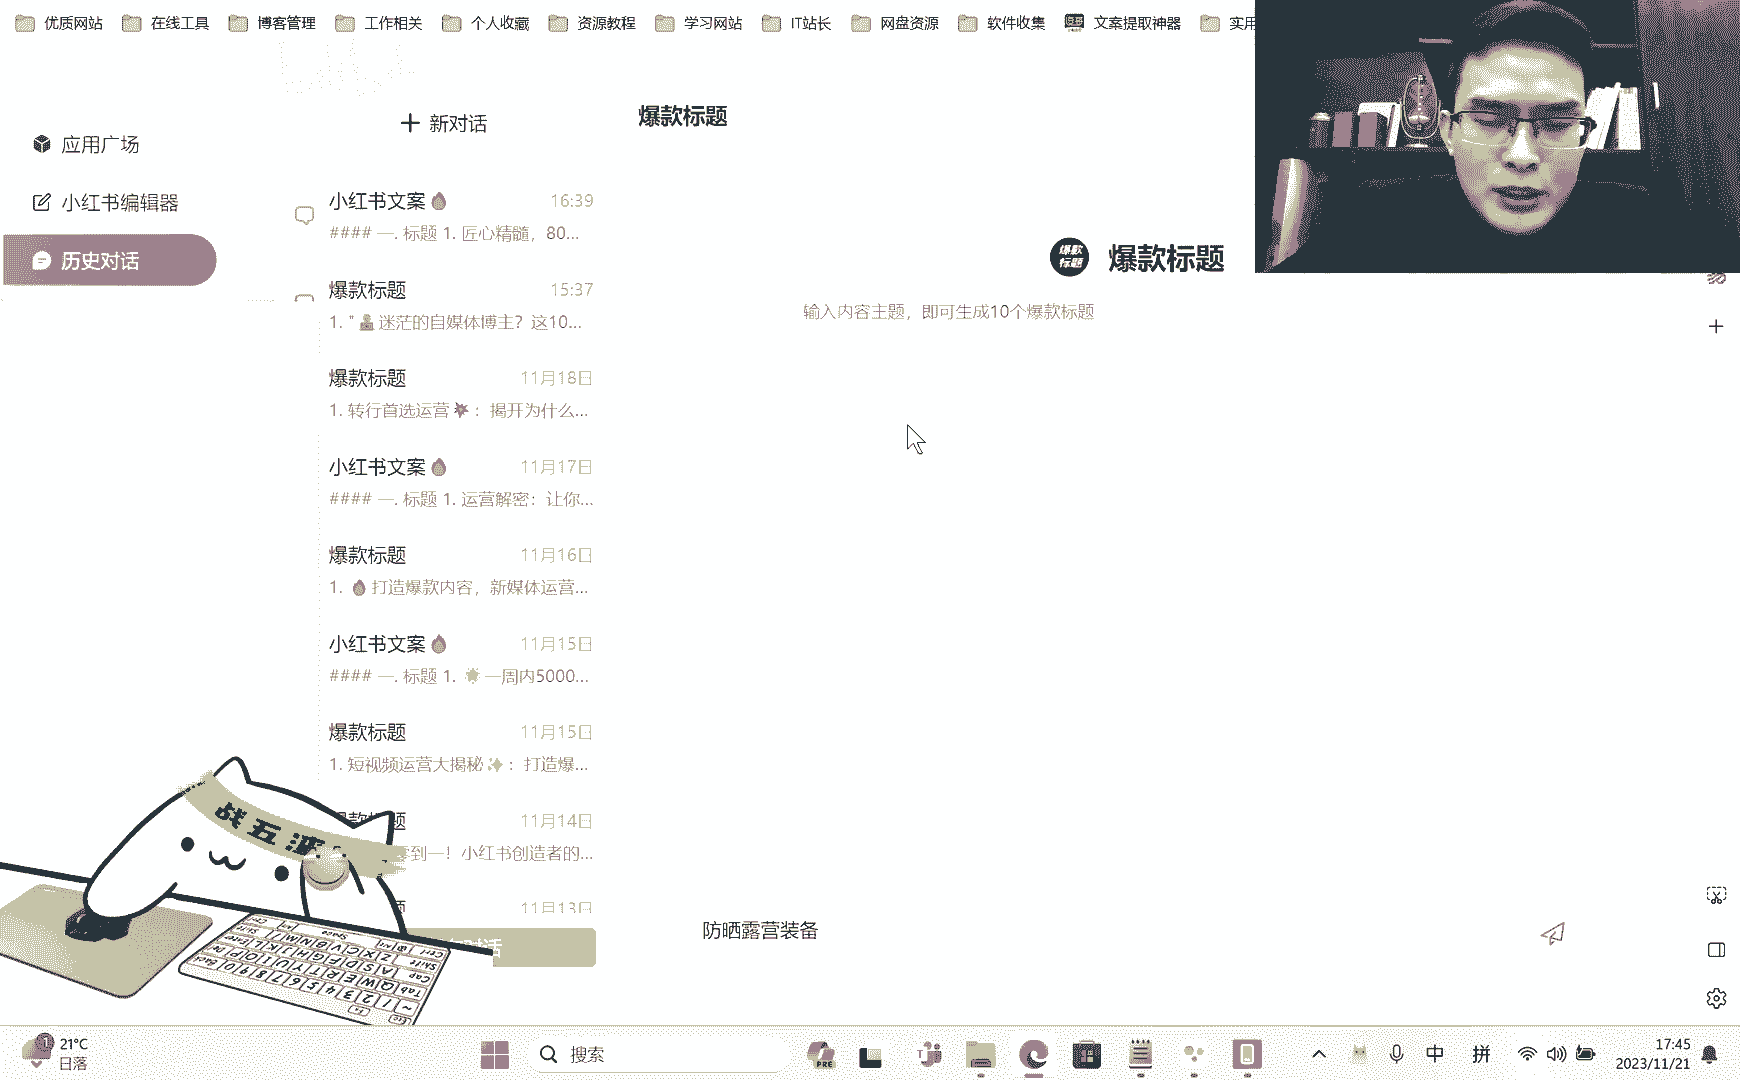 优质网站 在线工具 博客管理 工作相关 个人收藏 资源教程 学习网站 IT站长 网盘资源 软件收集 文案提取神器 实用
新对话
爆款标题
应用广场
小红书编辑器
历史对话
小红书文案 16:39
#### 一. 标题 1. 匠心精髓，80...
爆款标题 15:37
1. " 迷茫的自媒体博主？这10...
爆款标题 11月18日
1. 转行首选运营 ：揭开为什么...
小红书文案 11月17日
#### 一. 标题 1. 运营解密：让你...
爆款标题 11月16日
1. 打造爆款内容，新媒体运营...
小红书文案 11月15日
#### 一. 标题 1. 一周内5000...
爆款标题 11月15日
1. 短视频运营大揭秘 ：打造爆...
题 11月14日
到一！小红书创造者的...
题 11月13日
对话
爆款标题
爆款标题
输入内容主题，即可生成10个爆款标题
防晒露营装备
战五渣
21°C
日落
搜索
PRE
中
拼
17:45
2023/11/21